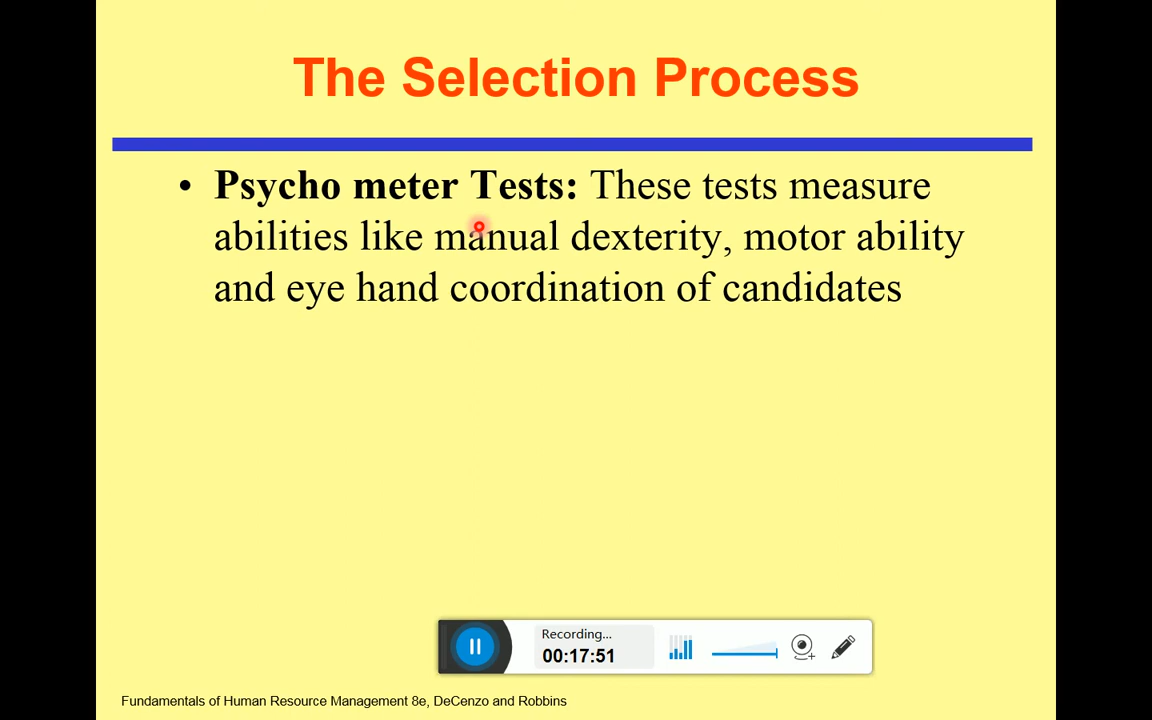 The Selection Process
• Psycho meter Tests: These tests measure
abilities like manual dexterity, motor ability
and eye hand coordination of candidates
Recording...
00:17:51
Fundamentals of Human Resource Management 8e, DeCenzo and Robbins